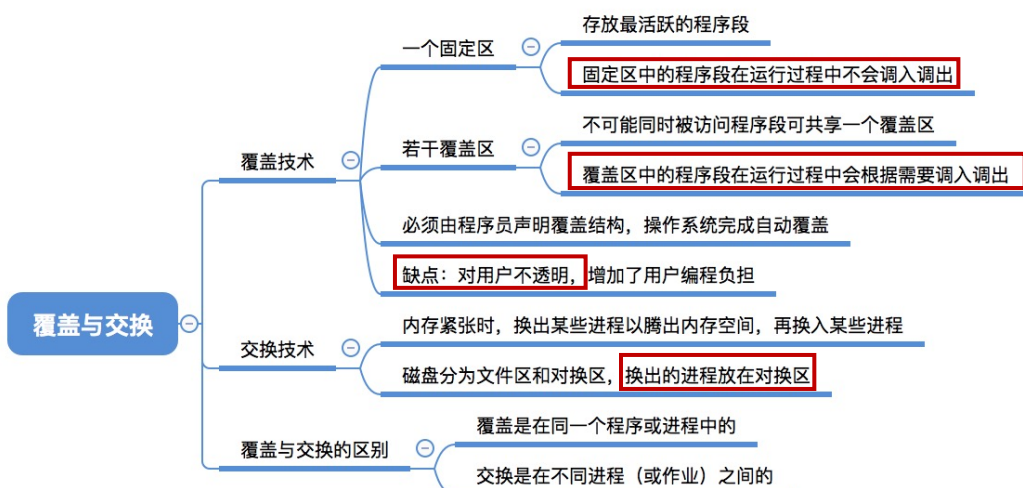 存放最活跃的程序段
一个固定区
固定区中的程序段在运行过程中不会调入调出
不可能同时被访问程序段可共享一个覆盖区
若干覆盖区
覆盖技术
覆盖区中的程序段在运行过程中会根据需要调入调出
必须由程序员声明覆盖结构，操作系统完成自动覆盖
缺点：对用户不透明，增加了用户编程负担
覆盖与交换
内存紧张时，换出某些进程以腾出内存空间，再换入某些进程
交换技术
磁盘分为文件区和对换区，换出的进程放在对换区
覆盖是在同一个程序或进程中的
覆盖与交换的区别
交换是在不同进程（或作业）之间的